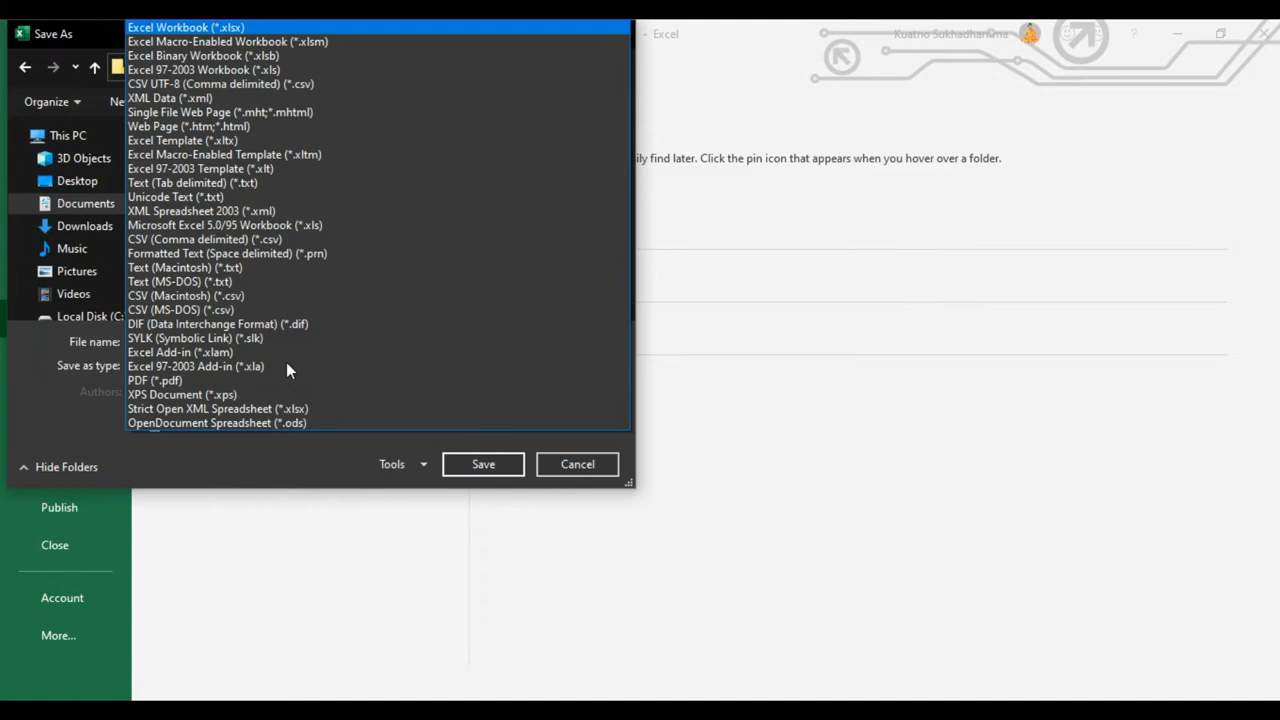 Save As
Excel Workbook (*.xlsx)
Excel Macro-Enabled Workbook (*.xlsm)
Excel Binary Workbook (*.xlsb)
Excel 97-2003 Workbook (*.xls)
CSV UTF-8 (Comma delimited) (*.csv)
XML Data (*.xml)
Single File Web Page (*.mht;*.mhtml)
Web Page (*.htm;*.html)
Excel Template (*.xltx)
Excel Macro-Enabled Template (*.xltm)
Excel 97-2003 Template (*.xlt)
Text (Tab delimited) (*.txt)
Unicode Text (*.txt)
XML Spreadsheet 2003 (*.xml)
Microsoft Excel 5.0/95 Workbook (*.xls)
CSV (Comma delimited) (*.csv)
Formatted Text (Space delimited) (*.prn)
Text (Macintosh) (*.txt)
Text (MS-DOS) (*.txt)
CSV (Macintosh) (*.csv)
CSV (MS-DOS) (*.csv)
DIF (Data Interchange Format) (*.dif)
SYLK (Symbolic Link) (*.slk)
Excel Add-in (*.xlam)
Excel 97-2003 Add-in (*.xla)
PDF (*.pdf)
XPS Document (*.xps)
Strict Open XML Spreadsheet (*.xlsx)
OpenDocument Spreadsheet (*.ods)
Organize
Ne
This PC
3D Objects
Desktop
Documents
Downloads
Music
Pictures
Videos
Local Disk (C:
File name:
Save as type:
Authors:
Hide Folders
Tools
Save
Cancel
- Excel
Kuatno Sukhadhamma
?
ily find later. Click the pin icon that appears when you hover over a folder.
Publish
Close
Account
More...